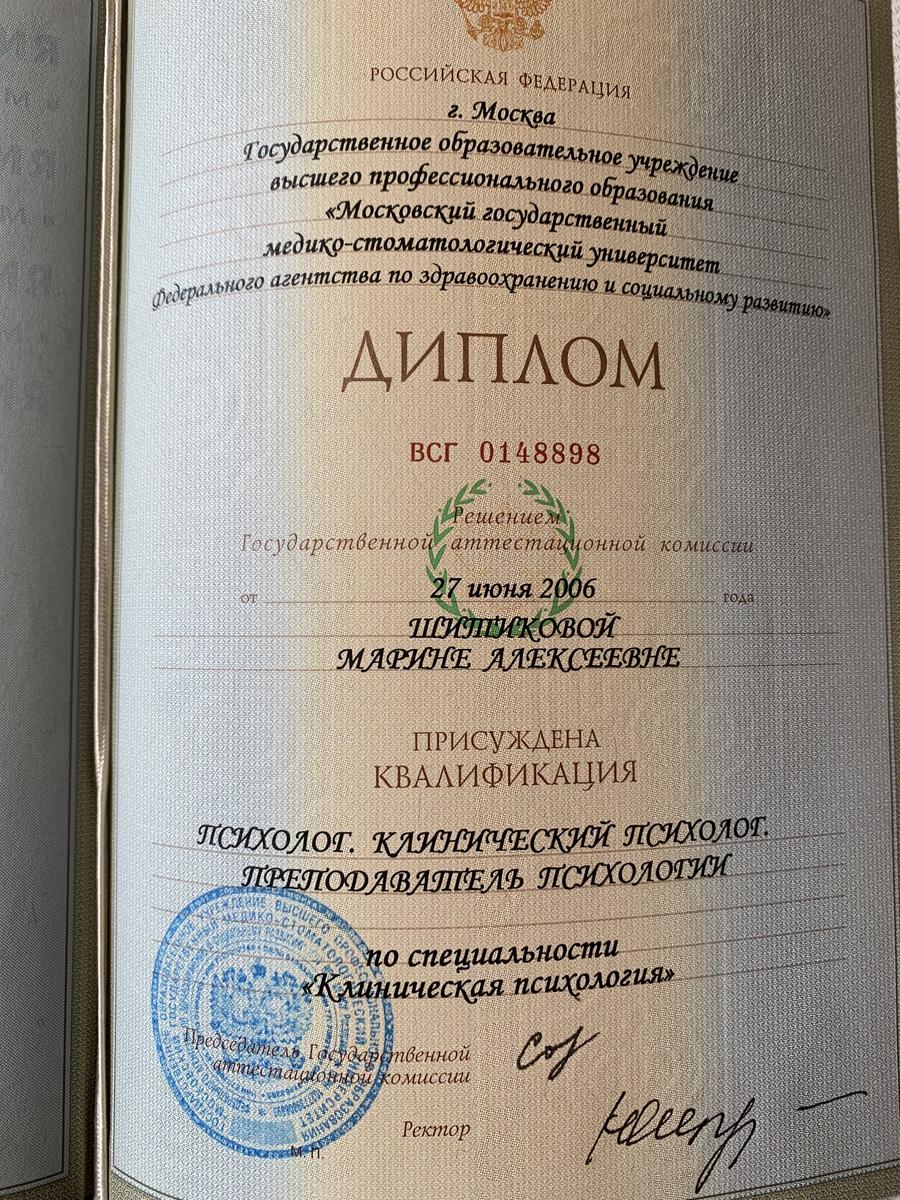 РОССИЙСКАЯ ФЕДЕРАЦИЯ
г. Москва
Государственное образовательное учреждение
высшего профессионального образования
«Московский государственный
медико-стоматологический университет
Федерального агентства по здравоохранению и социальному развитию»
ДИПЛОМ
ВСГ 0148898
Решением
Государственной аттестационной комиссии
от 27 июня 2006 года
ШИТИКОВОЙ
МАРИНЕ АЛЕКСЕЕВНЕ
ПРИСУЖДЕНА
КВАЛИФИКАЦИЯ
ПСИХОЛОГ. КЛИНИЧЕСКИЙ ПСИХОЛОГ.
ПРЕПОДАВАТЕЛЬ ПСИХОЛОГИИ
по специальности
«Клиническая психология»
Председатель Государственной
аттестационной комиссии
Ректор
М. П.